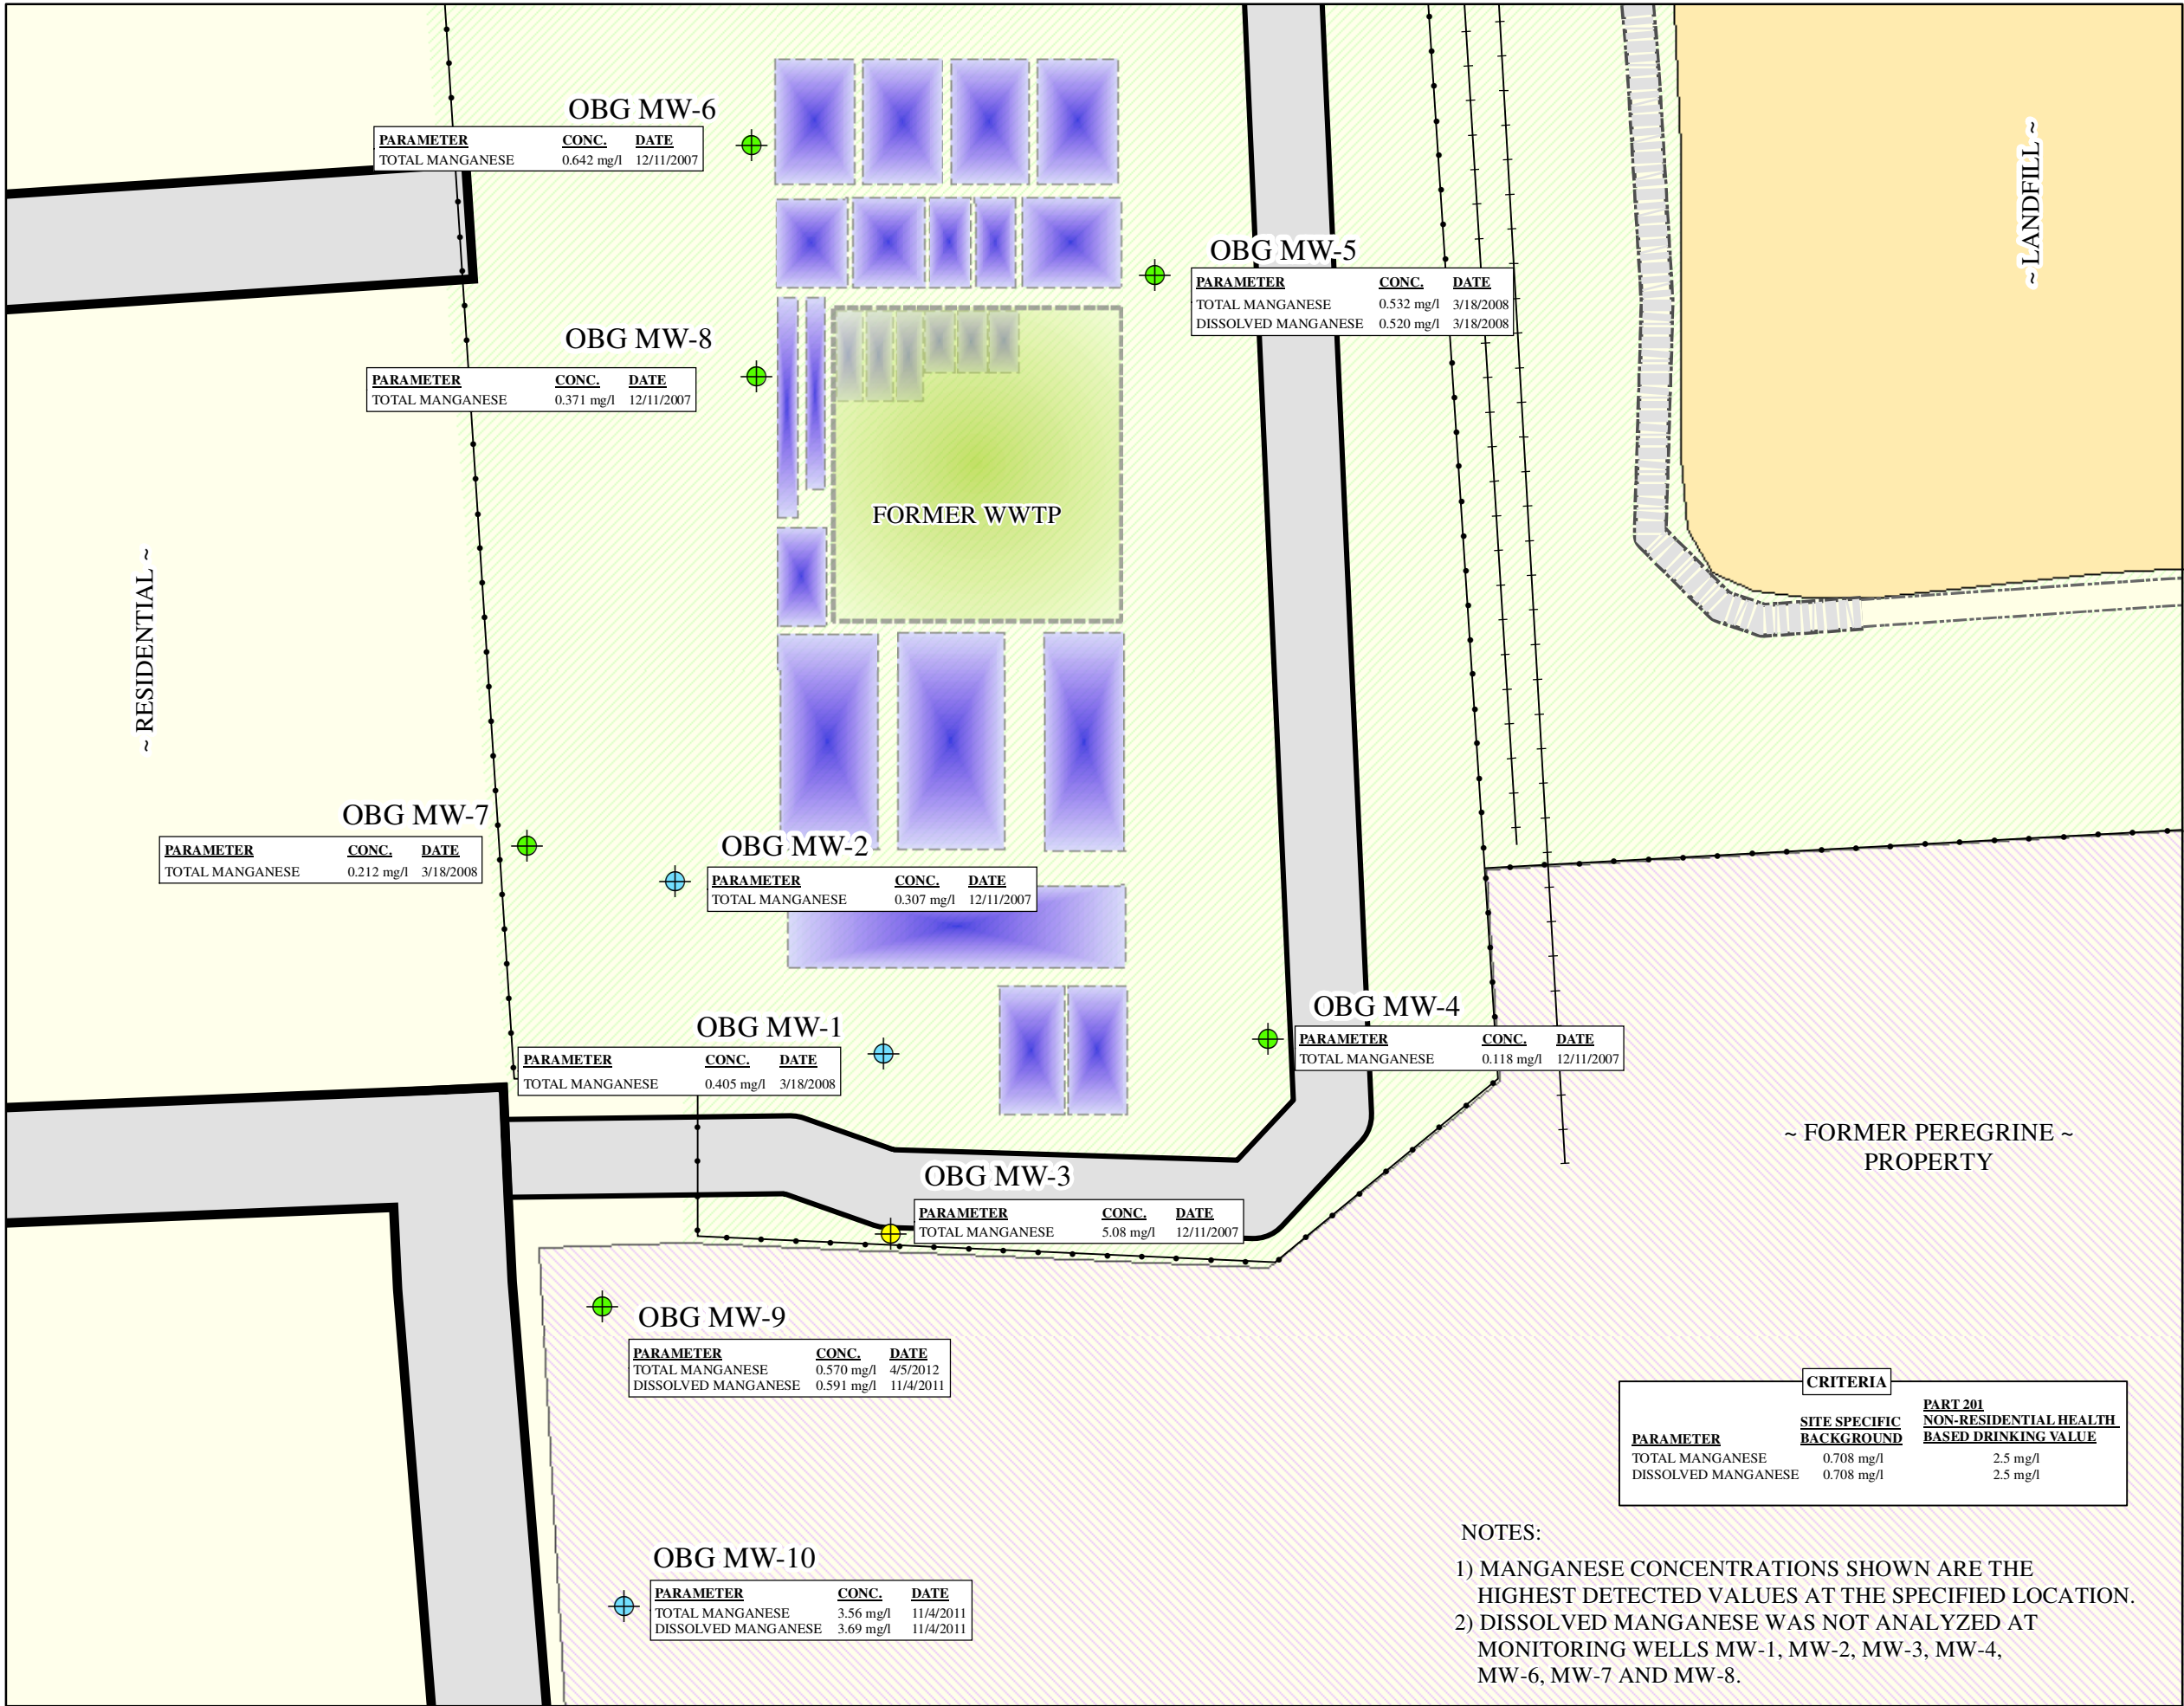 OBG MW-6
PARAMETER CONC. DATE
TOTAL MANGANESE 0.642 mg/l 12/11/2007
~ LANDFILL ~
OBG MW-5
PARAMETER CONC. DATE
TOTAL MANGANESE 0.532 mg/l 3/18/2008
DISSOLVED MANGANESE 0.520 mg/l 3/18/2008
OBG MW-8
PARAMETER CONC. DATE
TOTAL MANGANESE 0.371 mg/l 12/11/2007
FORMER WWTP
~ RESIDENTIAL ~
OBG MW-7
PARAMETER CONC. DATE
TOTAL MANGANESE 0.212 mg/l 3/18/2008
OBG MW-2
PARAMETER CONC. DATE
TOTAL MANGANESE 0.307 mg/l 12/11/2007
OBG MW-1
PARAMETER CONC. DATE
TOTAL MANGANESE 0.405 mg/l 3/18/2008
OBG MW-4
PARAMETER CONC. DATE
TOTAL MANGANESE 0.118 mg/l 12/11/2007
~ FORMER PEREGRINE ~
PROPERTY
OBG MW-3
PARAMETER CONC. DATE
TOTAL MANGANESE 5.08 mg/l 12/11/2007
OBG MW-9
PARAMETER CONC. DATE
TOTAL MANGANESE 0.570 mg/l 4/5/2012
DISSOLVED MANGANESE 0.591 mg/l 11/4/2011
OBG MW-10
PARAMETER CONC. DATE
TOTAL MANGANESE 3.56 mg/l 11/4/2011
DISSOLVED MANGANESE 3.69 mg/l 11/4/2011
CRITERIA
PART 201
SITE SPECIFIC NON-RESIDENTIAL HEALTH
PARAMETER BACKGROUND BASED DRINKING VALUE
TOTAL MANGANESE 0.708 mg/l 2.5 mg/l
DISSOLVED MANGANESE 0.708 mg/l 2.5 mg/l
NOTES:
1) MANGANESE CONCENTRATIONS SHOWN ARE THE
HIGHEST DETECTED VALUES AT THE SPECIFIED LOCATION.
2) DISSOLVED MANGANESE WAS NOT ANALYZED AT
MONITORING WELLS MW-1, MW-2, MW-3, MW-4,
MW-6, MW-7 AND MW-8.